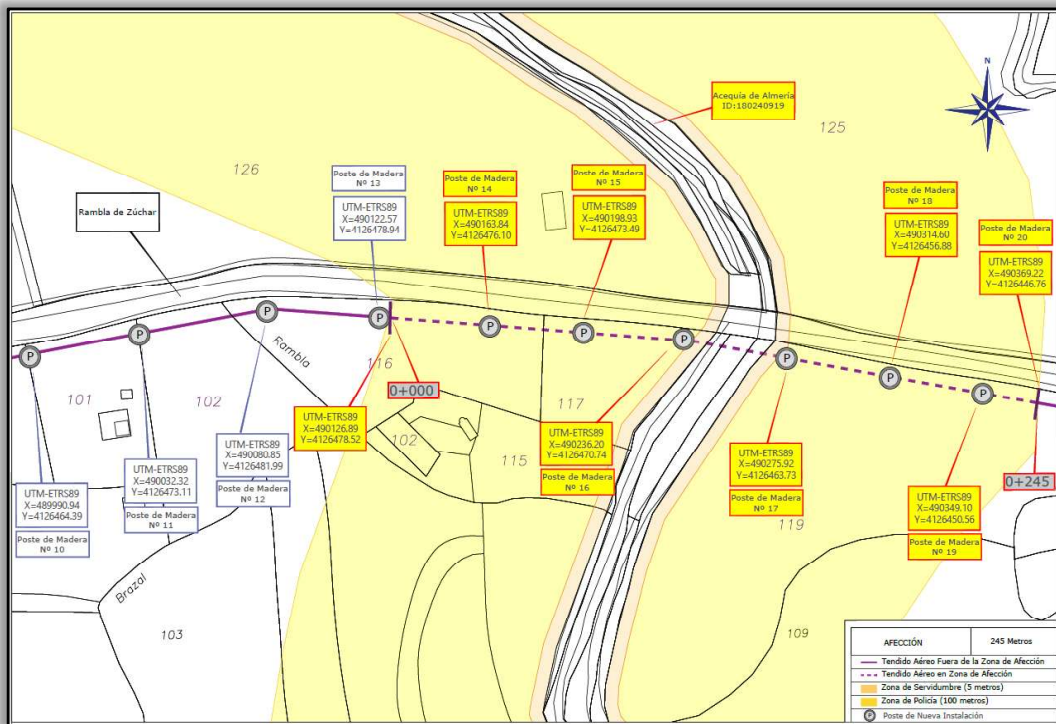 N
Acequia de Almería
ID:180240919
125
126
Poste de Madera
Nº 13
UTM-ETRS89
X=490122.57
Y=4126478.94
Poste de Madera
Nº 14
UTM-ETRS89
X=490163.84
Y=4126476.10
Poste de Madera
Nº 15
UTM-ETRS89
X=490198.93
Y=4126473.49
Poste de Madera
Nº 18
UTM-ETRS89
X=490314.60
Y=4126456.88
Poste de Madera
Nº 20
UTM-ETRS89
X=490369.22
Y=4126446.76
Rambla de Zúchar
P
P
P
P
P
P
P
P
P
P
Rambla
116
0+000
101
102
117
102
115
UTM-ETRS89
X=490126.89
Y=4126478.52
UTM-ETRS89
X=490236.20
Y=4126470.74
Poste de Madera
Nº 16
UTM-ETRS89
X=490080.85
Y=4126481.99
Poste de Madera
Nº 12
UTM-ETRS89
X=490032.32
Y=4126473.11
Poste de Madera
Nº 11
UTM-ETRS89
X=489990.94
Y=4126464.39
Poste de Madera
Nº 10
UTM-ETRS89
X=490275.92
Y=4126463.73
Poste de Madera
Nº 17
119
0+245
UTM-ETRS89
X=490349.10
Y=4126450.56
Poste de Madera
Nº 19
Brazal
103
109
AFECCIÓN 245 Metros
Tendido Aéreo Fuera de la Zona de Afección
Tendido Aéreo en Zona de Afección
Zona de Servidumbre (5 metros)
Zona de Policía (100 metros)
P Poste de Nueva Instalación